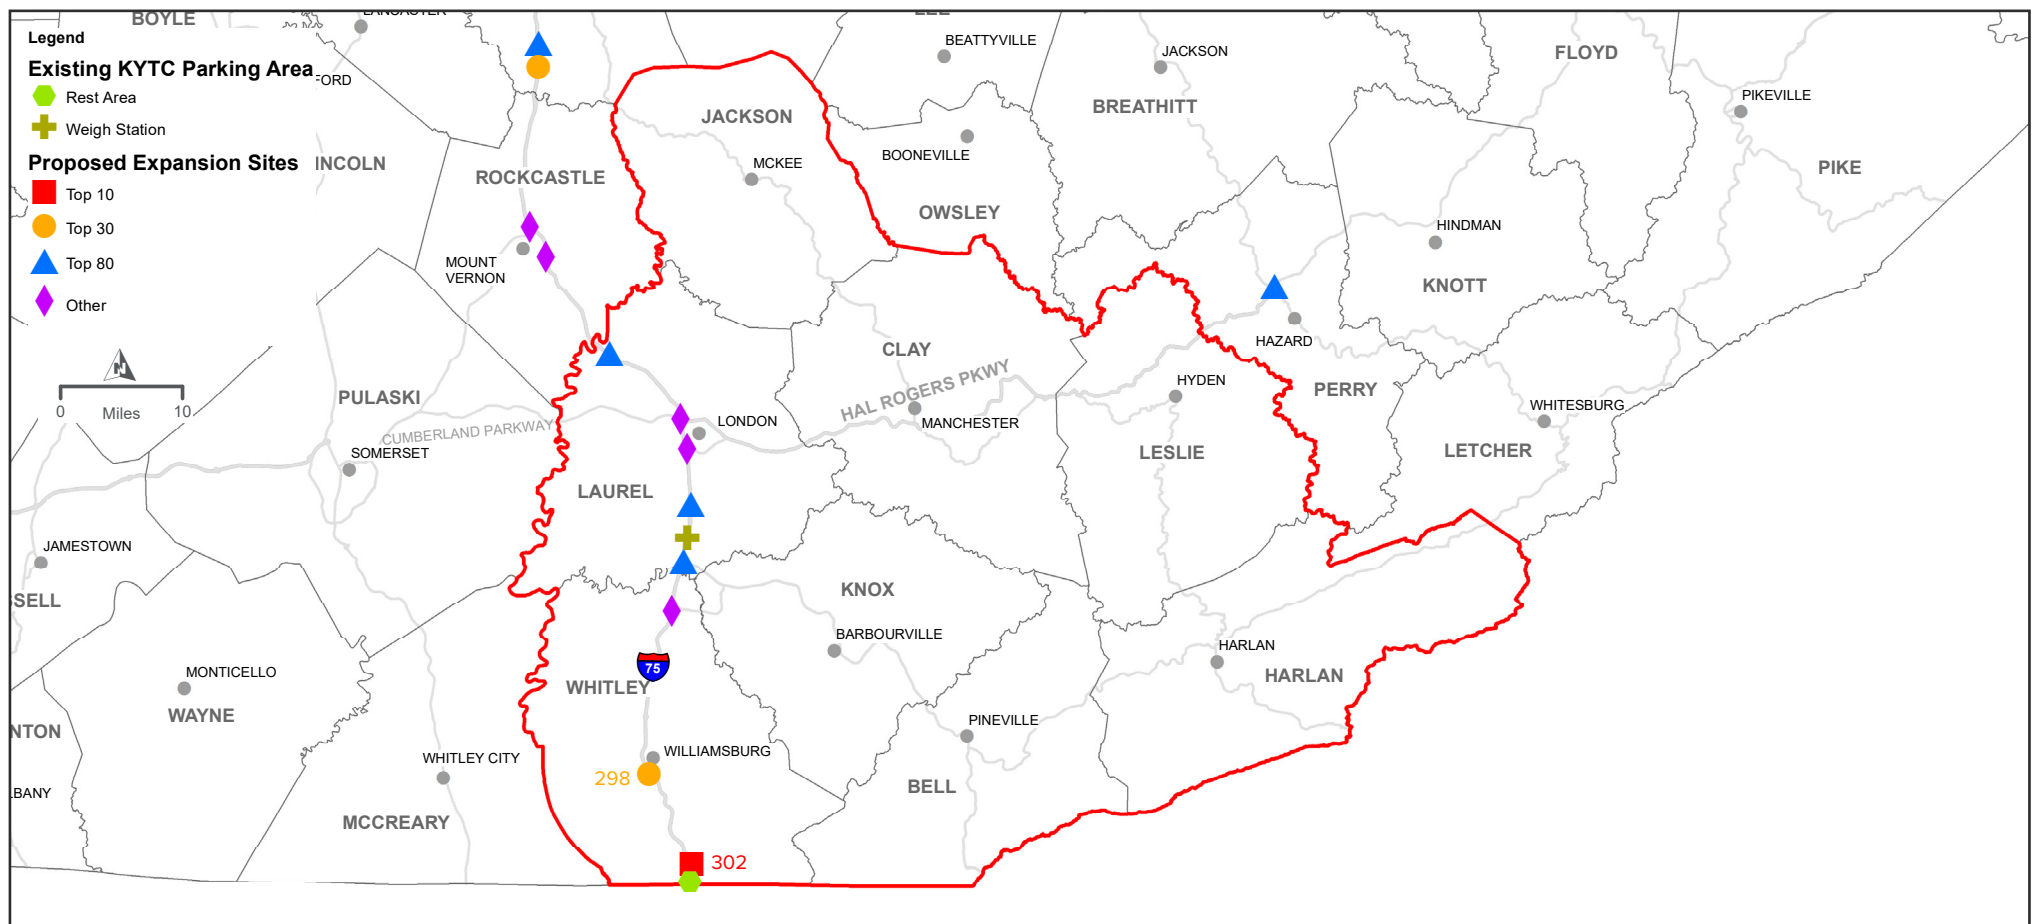 BOYLE
LANCASTER
LEE
Legend
Existing KYTC Parking Area
Rest Area
Weigh Station
Proposed Expansion Sites
Top 10
Top 30
Top 80
Other
N
0
Miles
10
FORD
INCOLN
ROCKCASTLE
MOUNT
VERNON
JACKSON
MCKEE
BEATTYVILLE
BOONEVILLE
OWSLEY
JACKSON
BREATHITT
FLOYD
PIKEVILLE
PIKE
HINDMAN
KNOTT
HAZARD
PERRY
CLAY
HAL ROGERS PKWY
MANCHESTER
HYDEN
LESLIE
WHITESBURG
LETCHER
PULASKI
CUMBERLAND PARKWAY
SOMERSET
LONDON
LAUREL
JAMESTOWN
SSELL
KNOX
BARBOURVILLE
75
WHITLEY
HARLAN
HARLAN
MONTICELLO
WAYNE
NTON
LBANY
WHITLEY CITY
MCCREARY
WILLIAMSBURG
298
PINEVILLE
BELL
302